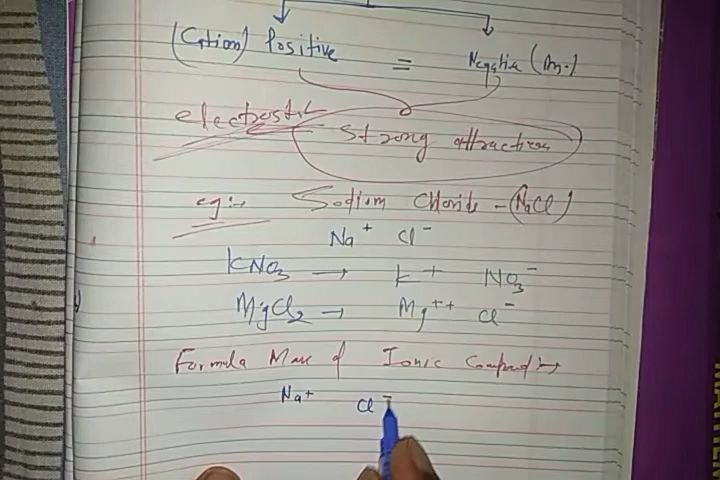 (Cation) Positive = Negative (An.)
electrostic Strong attraction
eg:- Sodium Chloride - (NaCl)
Na⁺ Cl⁻
KNO₃ → K⁺ NO₃⁻
MgCl₂ → Mg⁺⁺ Cl⁻
Formula Mass of Ionic Compound :→
Na⁺ Cl⁻